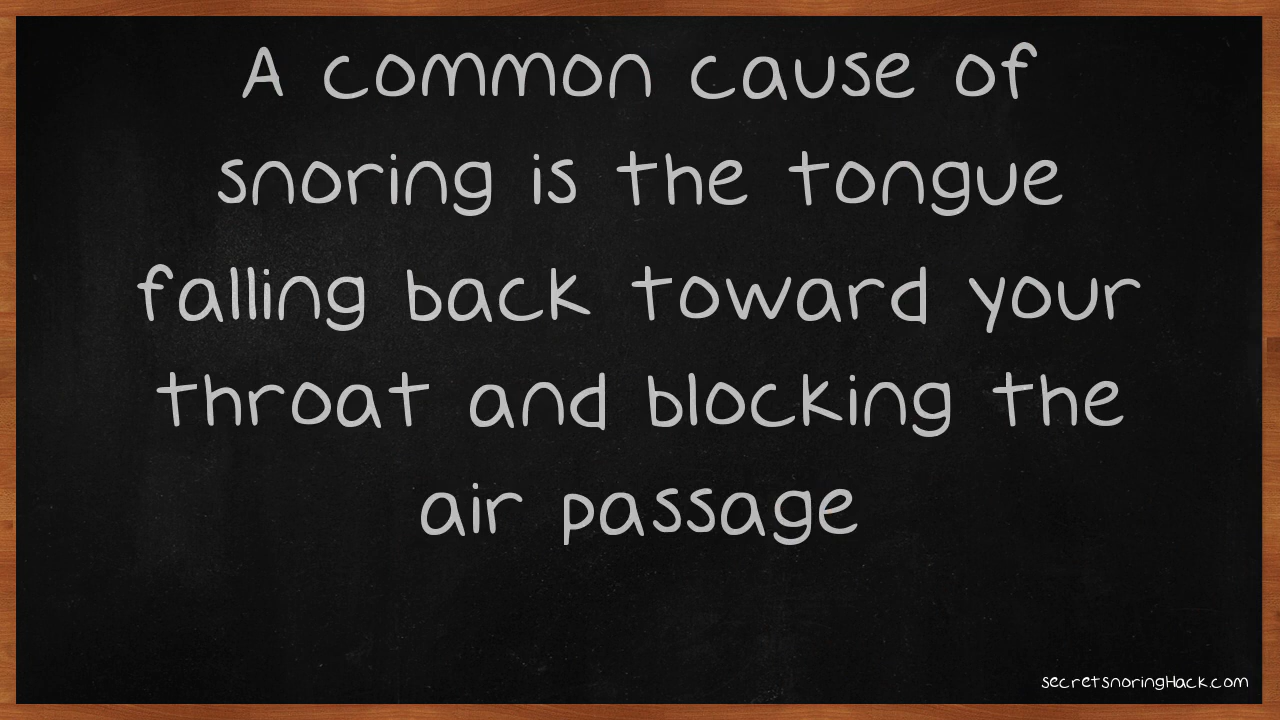 A common cause of
snoring is the tongue
falling back toward your
throat and blocking the
air passage
secretsnoringHack.com